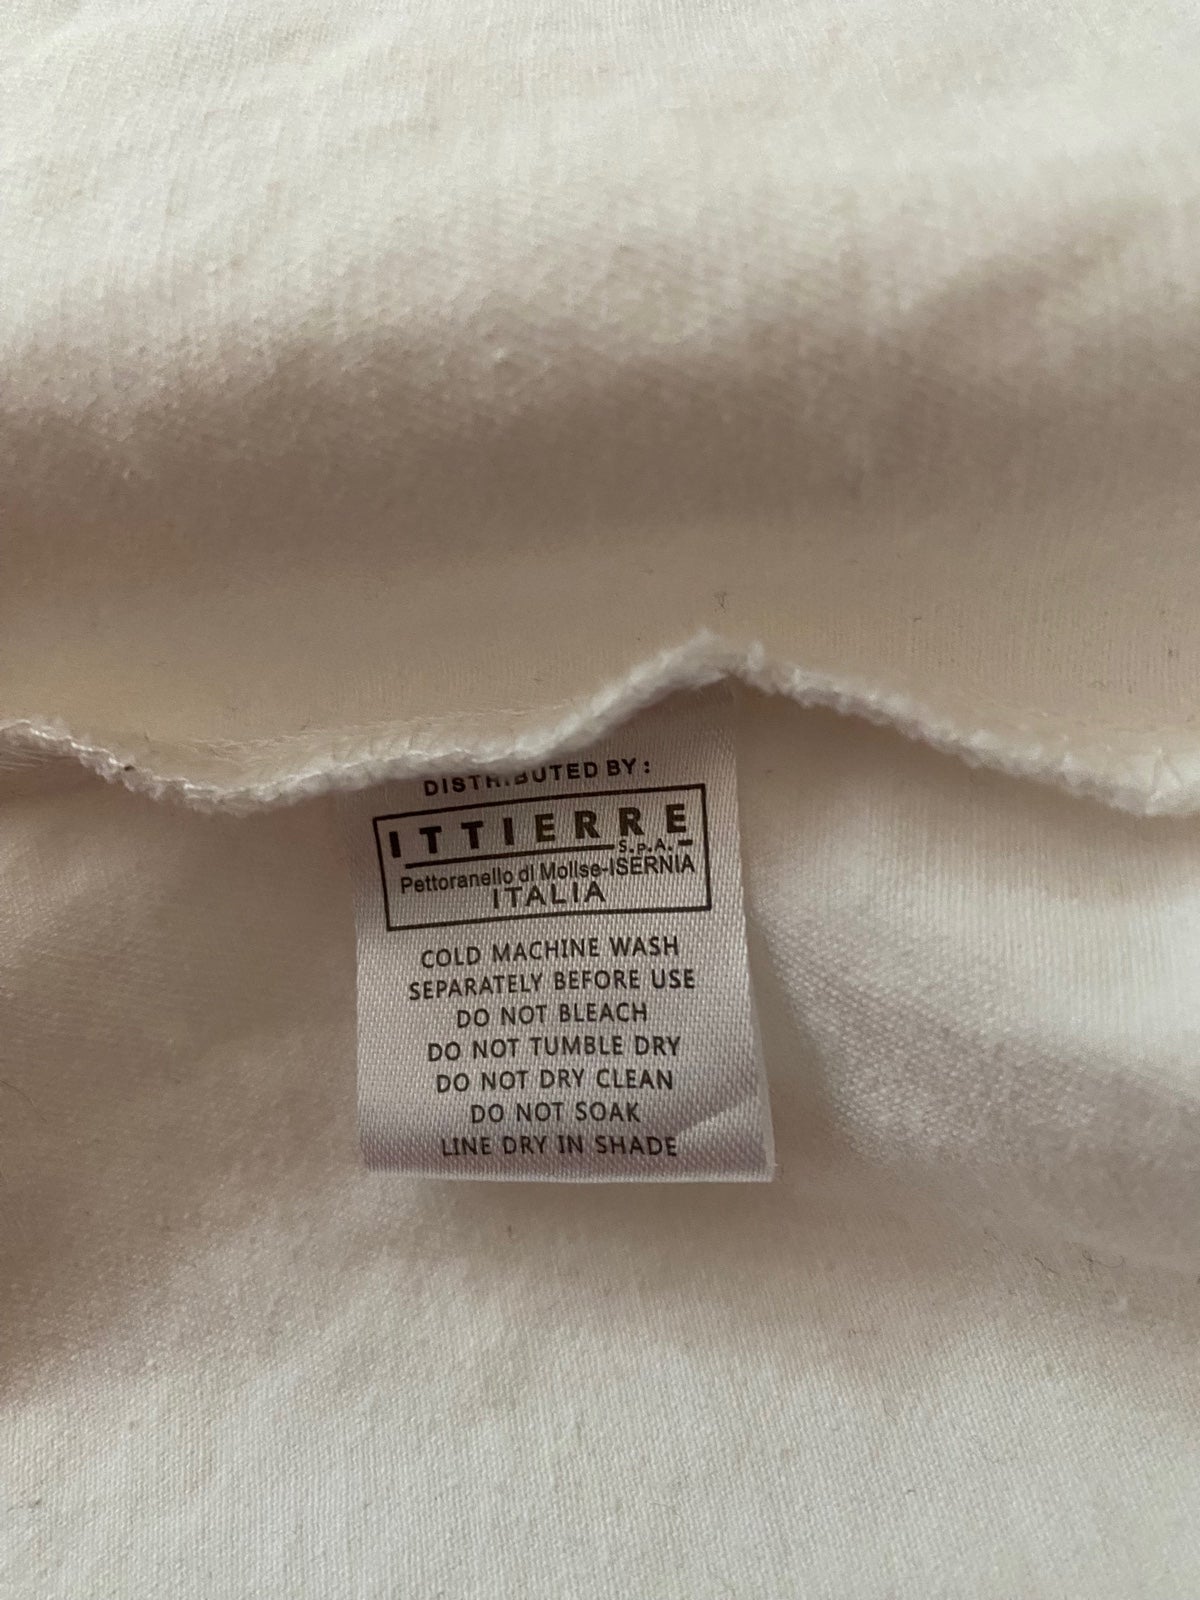 DISTRIBUTED BY :
ITTIERRE
S.P.A.
Pettoranello di Molise-ISERNIA
ITALIA
COLD MACHINE WASH
SEPARATELY BEFORE USE
DO NOT BLEACH
DO NOT TUMBLE DRY
DO NOT DRY CLEAN
DO NOT SOAK
LINE DRY IN SHADE